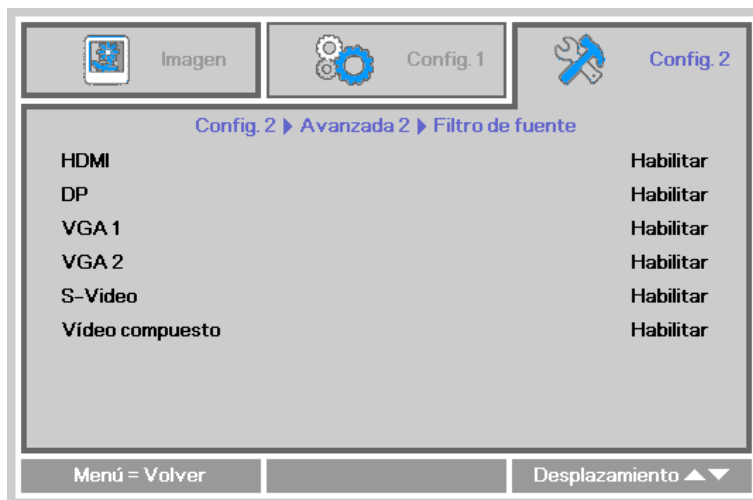 Imagen
Config. 1
Config. 2
Config. 2 ▶ Avanzada 2 ▶ Filtro de fuente
HDMI Habilitar
DP Habilitar
VGA 1 Habilitar
VGA 2 Habilitar
S-Video Habilitar
Vídeo compuesto Habilitar
Menú = Volver
Desplazamiento ▲▼